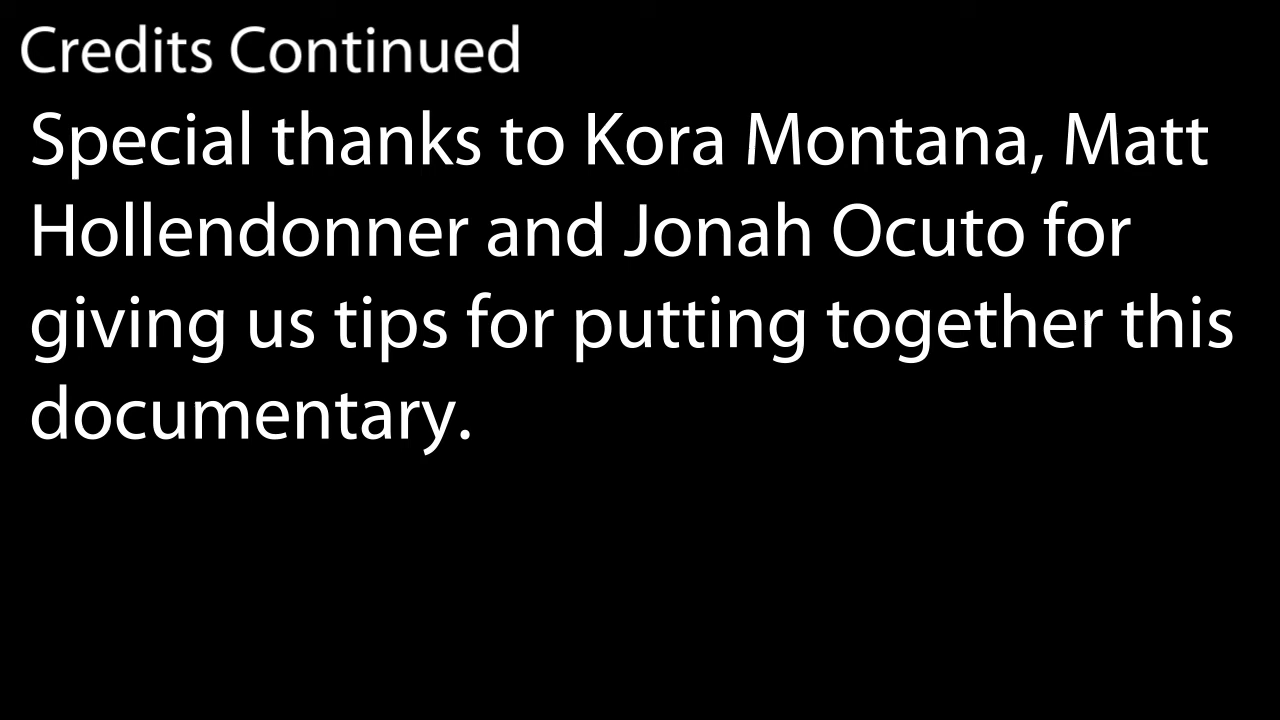 Credits Continued
Special thanks to Kora Montana, Matt
Hollendonner and Jonah Ocuto for
giving us tips for putting together this
documentary.